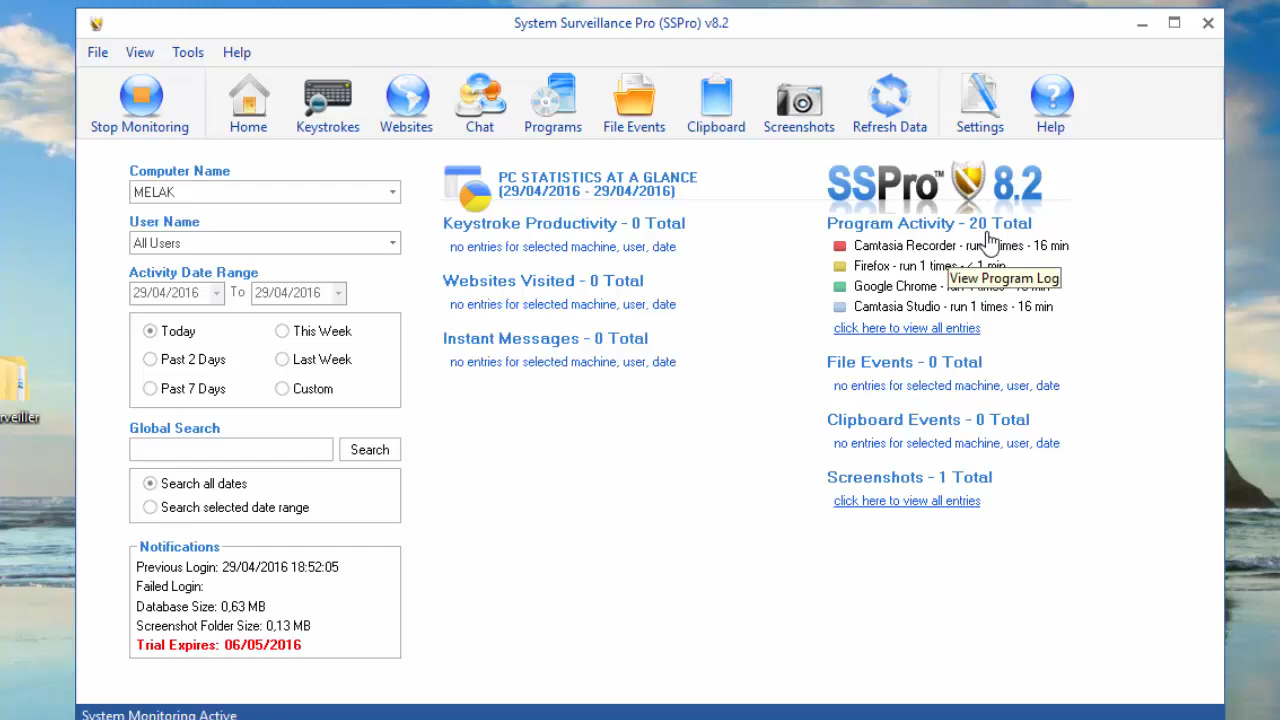 System Surveillance Pro (SSPro) v8.2
File View Tools Help
Stop Monitoring Home Keystrokes Websites Chat Programs File Events Clipboard Screenshots Refresh Data Settings Help
Computer Name
MELAK
User Name
All Users
Activity Date Range
29/04/2016 To 29/04/2016
Today This Week
Past 2 Days Last Week
Past 7 Days Custom
Global Search
Search
Search all dates
Search selected date range
Notifications
Previous Login: 29/04/2016 18:52:05
Failed Login:
Database Size: 0,63 MB
Screenshot Folder Size: 0,13 MB
Trial Expires: 06/05/2016
PC STATISTICS AT A GLANCE
(29/04/2016 - 29/04/2016)
Keystroke Productivity - 0 Total
no entries for selected machine, user, date
Websites Visited - 0 Total
no entries for selected machine, user, date
Instant Messages - 0 Total
no entries for selected machine, user, date
SSPro™ 8.2
Program Activity - 20 Total
Camtasia Recorder - run times - 16 min
Firefox - run 1 times - < 1 min
View Program Log
Google Chrome -
Camtasia Studio - run 1 times - 16 min
click here to view all entries
File Events - 0 Total
no entries for selected machine, user, date
Clipboard Events - 0 Total
no entries for selected machine, user, date
Screenshots - 1 Total
click here to view all entries
System Monitoring Active